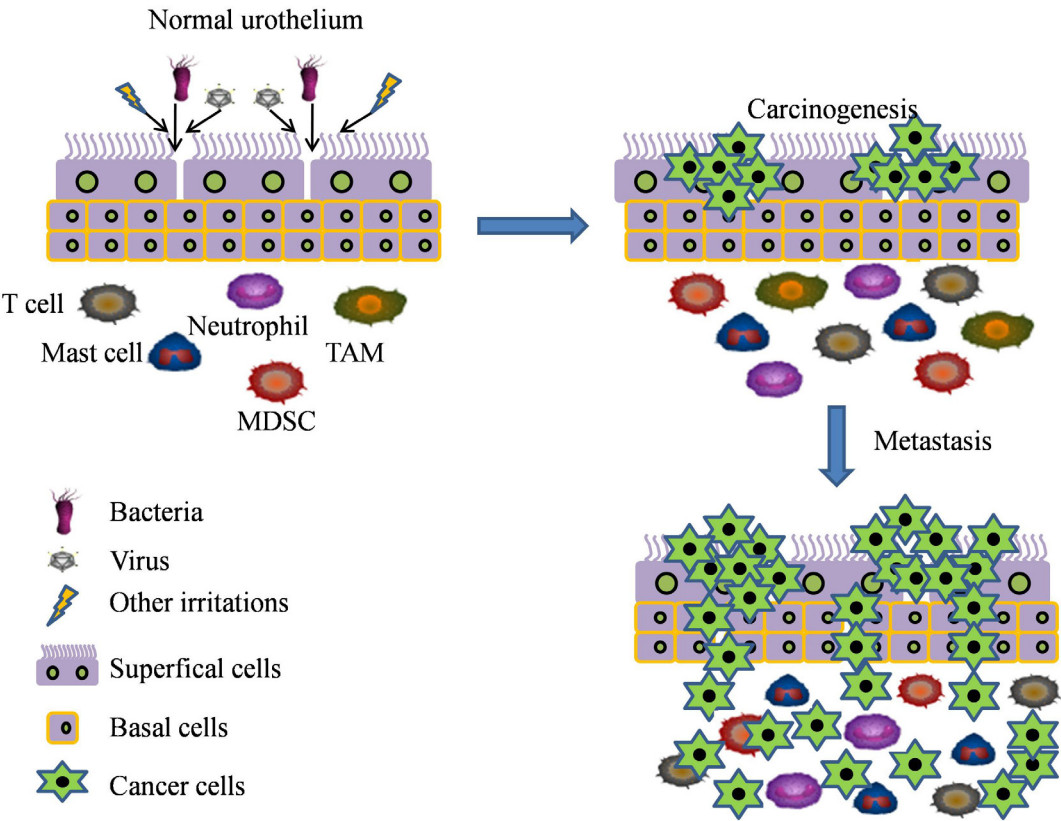 Normal urothelium
Carcinogenesis
T cell
Neutrophil
Mast cell
TAM
MDSC
Metastasis
Bacteria
Virus
Other irritations
Superfical cells
Basal cells
Cancer cells